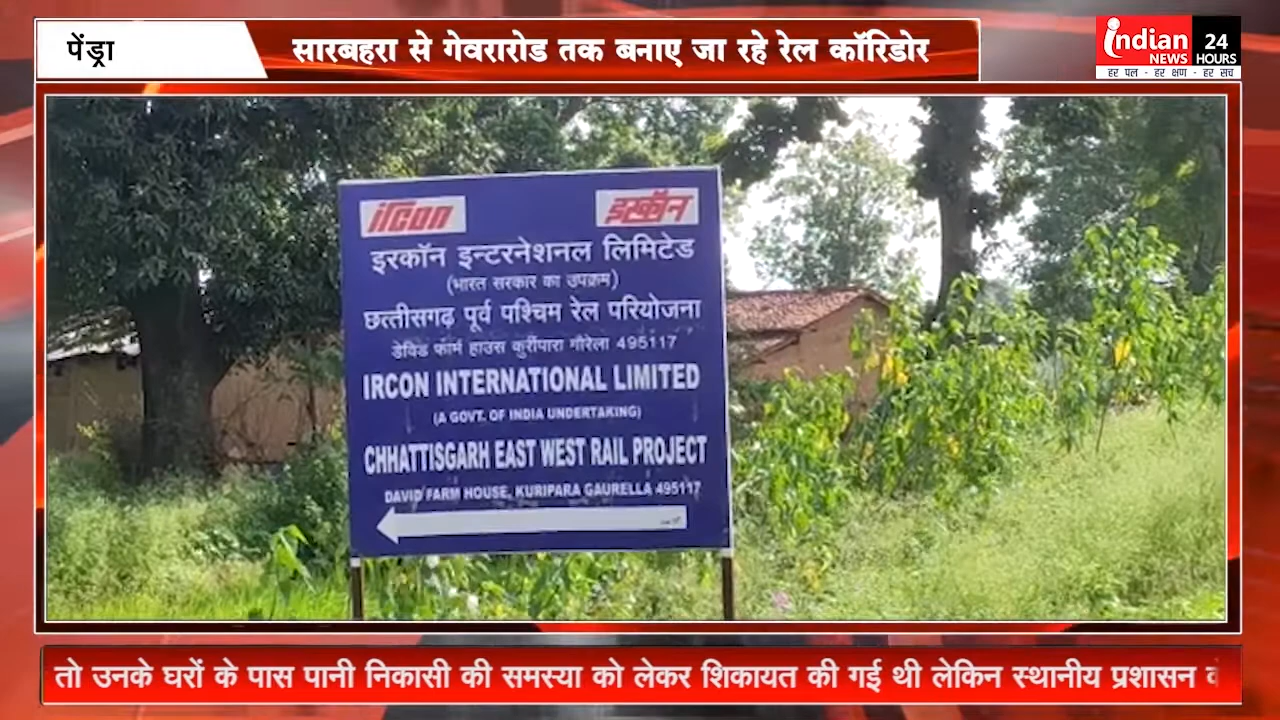 पेंड्रा
सारबहरा से गेवरारोड तक बनाए जा रहे रेल कॉरिडोर
indian
NEWS
24
HOURS
हर पल - हर क्षण - हर सच
ircon
इरकॉन
इरकॉन इन्टरनेशनल लिमिटेड
(भारत सरकार का उपक्रम)
छत्तीसगढ़ पूर्व पश्चिम रेल परियोजना
डेविड फार्म हाउस कुरीपारा गौरेला 495117
IRCON INTERNATIONAL LIMITED
(A GOVT. OF INDIA UNDERTAKING)
CHHATTISGARH EAST WEST RAIL PROJECT
DAVID FARM HOUSE, KURIPARA GAURELLA 495117
तो उनके घरों के पास पानी निकासी की समस्या को लेकर शिकायत की गई थी लेकिन स्थानीय प्रशासन